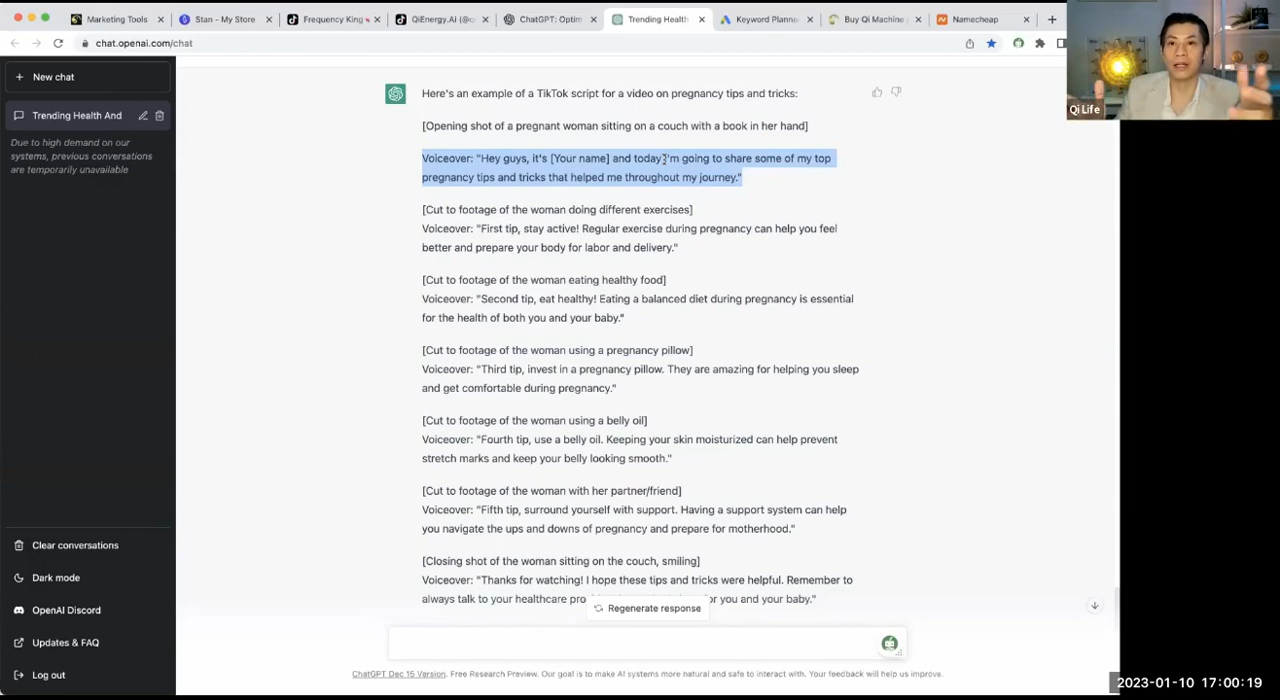 Marketing Tools
Stan - My Store
Frequency King
QiEnergy.AI (@o
ChatGPT: Optim
Trending Health
Keyword Planne
Buy Qi Machine
Namecheap
chat.openai.com/chat
New chat
Trending Health And
Due to high demand on our
systems, previous conversations
are temporarily unavailable
Clear conversations
Dark mode
OpenAI Discord
Updates & FAQ
Log out
Qi Life
Here's an example of a TikTok script for a video on pregnancy tips and tricks:
[Opening shot of a pregnant woman sitting on a couch with a book in her hand]
Voiceover: "Hey guys, it's [Your name] and today I'm going to share some of my top
pregnancy tips and tricks that helped me throughout my journey."
[Cut to footage of the woman doing different exercises]
Voiceover: "First tip, stay active! Regular exercise during pregnancy can help you feel
better and prepare your body for labor and delivery."
[Cut to footage of the woman eating healthy food]
Voiceover: "Second tip, eat healthy! Eating a balanced diet during pregnancy is essential
for the health of both you and your baby."
[Cut to footage of the woman using a pregnancy pillow]
Voiceover: "Third tip, invest in a pregnancy pillow. They are amazing for helping you sleep
and get comfortable during pregnancy."
[Cut to footage of the woman using a belly oil]
Voiceover: "Fourth tip, use a belly oil. Keeping your skin moisturized can help prevent
stretch marks and keep your belly looking smooth."
[Cut to footage of the woman with her partner/friend]
Voiceover: "Fifth tip, surround yourself with support. Having a support system can help
you navigate the ups and downs of pregnancy and prepare for motherhood."
[Closing shot of the woman sitting on the couch, smiling]
Voiceover: "Thanks for watching! I hope these tips and tricks were helpful. Remember to
always talk to your healthcare pro you and your baby."
Regenerate response
ChatGPT Dec 15 Version. Free Research Preview. Our goal is to make AI systems more natural and safe to interact with. Your feedback will help us improve.
2023-01-10 17:00:19